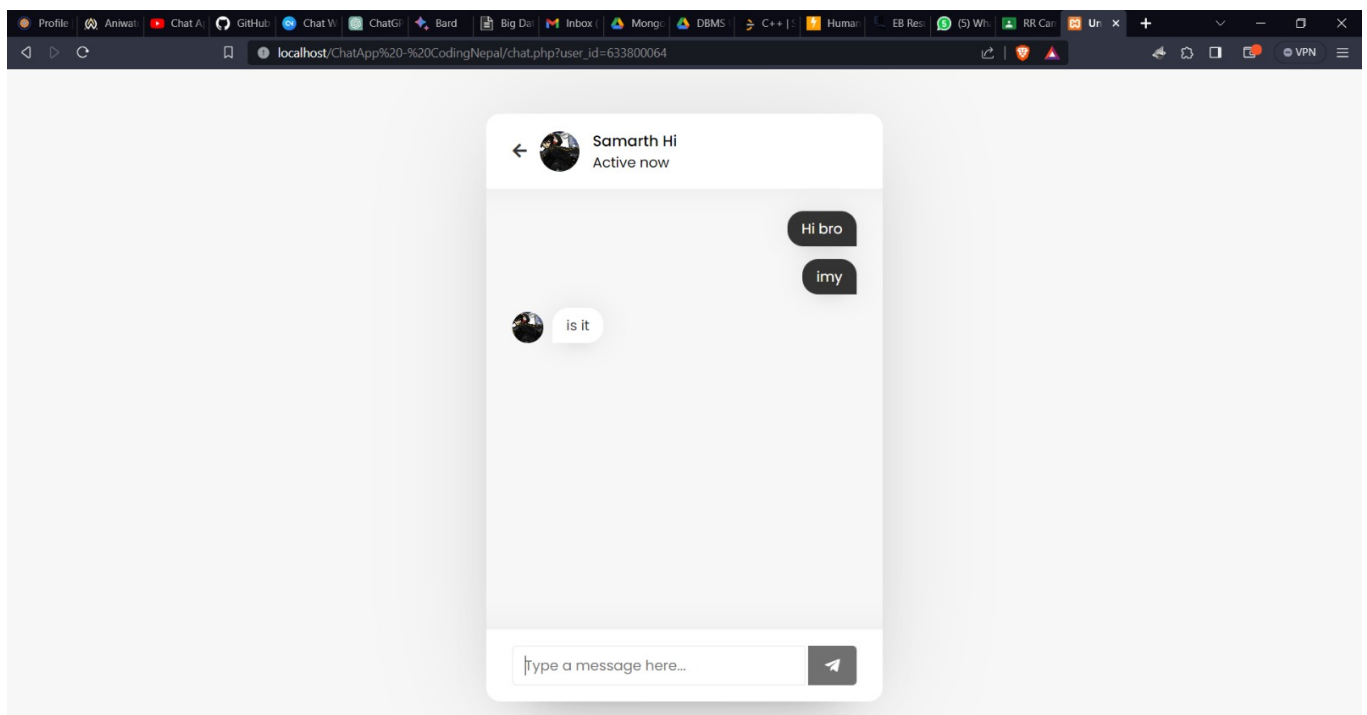 Profile
Aniwat
Chat A
GitHub
Chat W
ChatGP
Bard
Big Dat
Inbox (
Mongo
DBMS
C++ | S
Human
EB Res
(5) Wh
RR Can
Un
localhost/ChatApp%20-%20CodingNepal/chat.php?user_id=633800064
VPN
Samarth Hi
Active now
Hi bro
imy
is it
Type a message here...